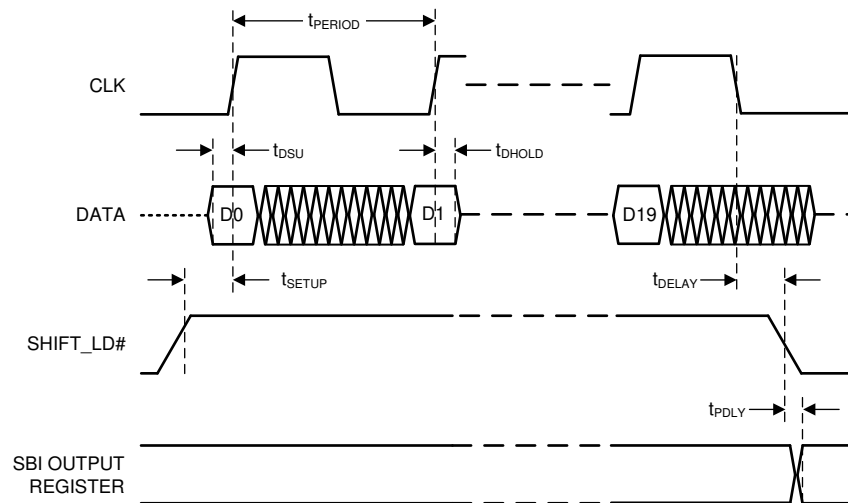 tPERIOD
CLK
tDSU
tDHOLD
DATA
D0
D1
D19
tSETUP
tDELAY
SHIFT_LD#
tPDLY
SBI OUTPUT
REGISTER